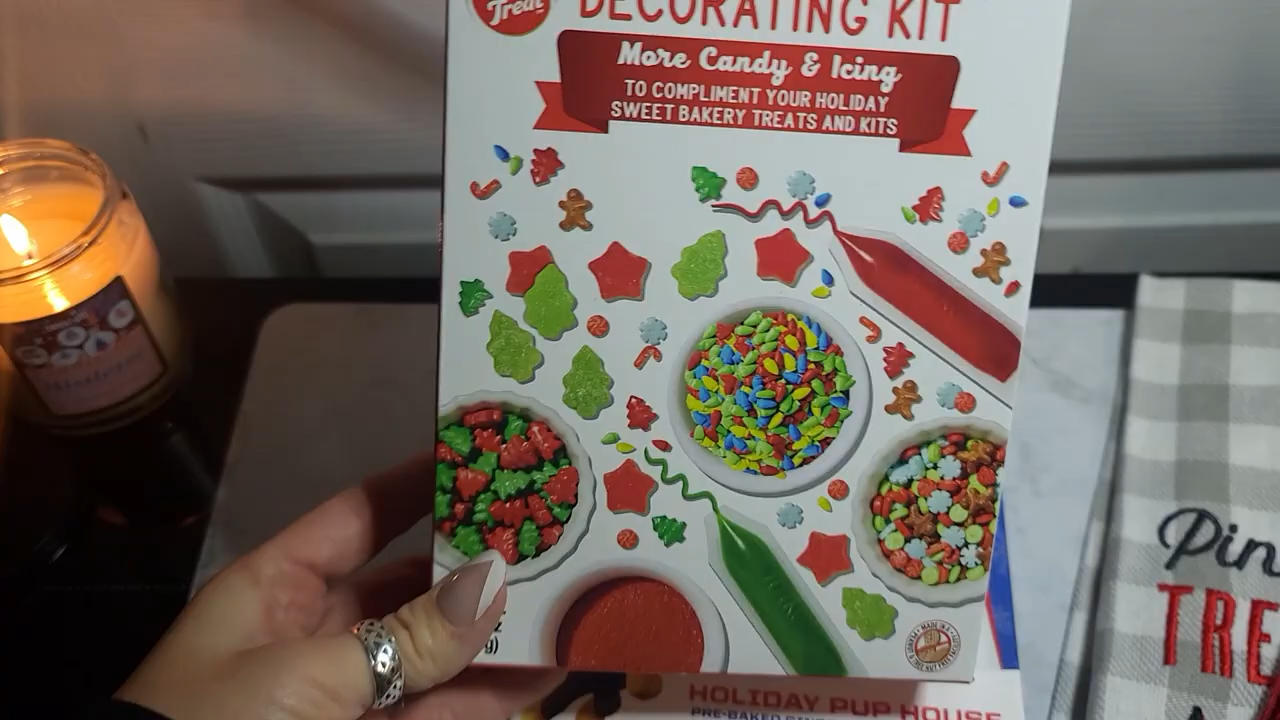 Treat
DECORATING KIT
More Candy & Icing
TO COMPLIMENT YOUR HOLIDAY
SWEET BAKERY TREATS AND KITS
g)
HOLIDAY PUP HOUSE
PRE-BAKED
Pin
TRE